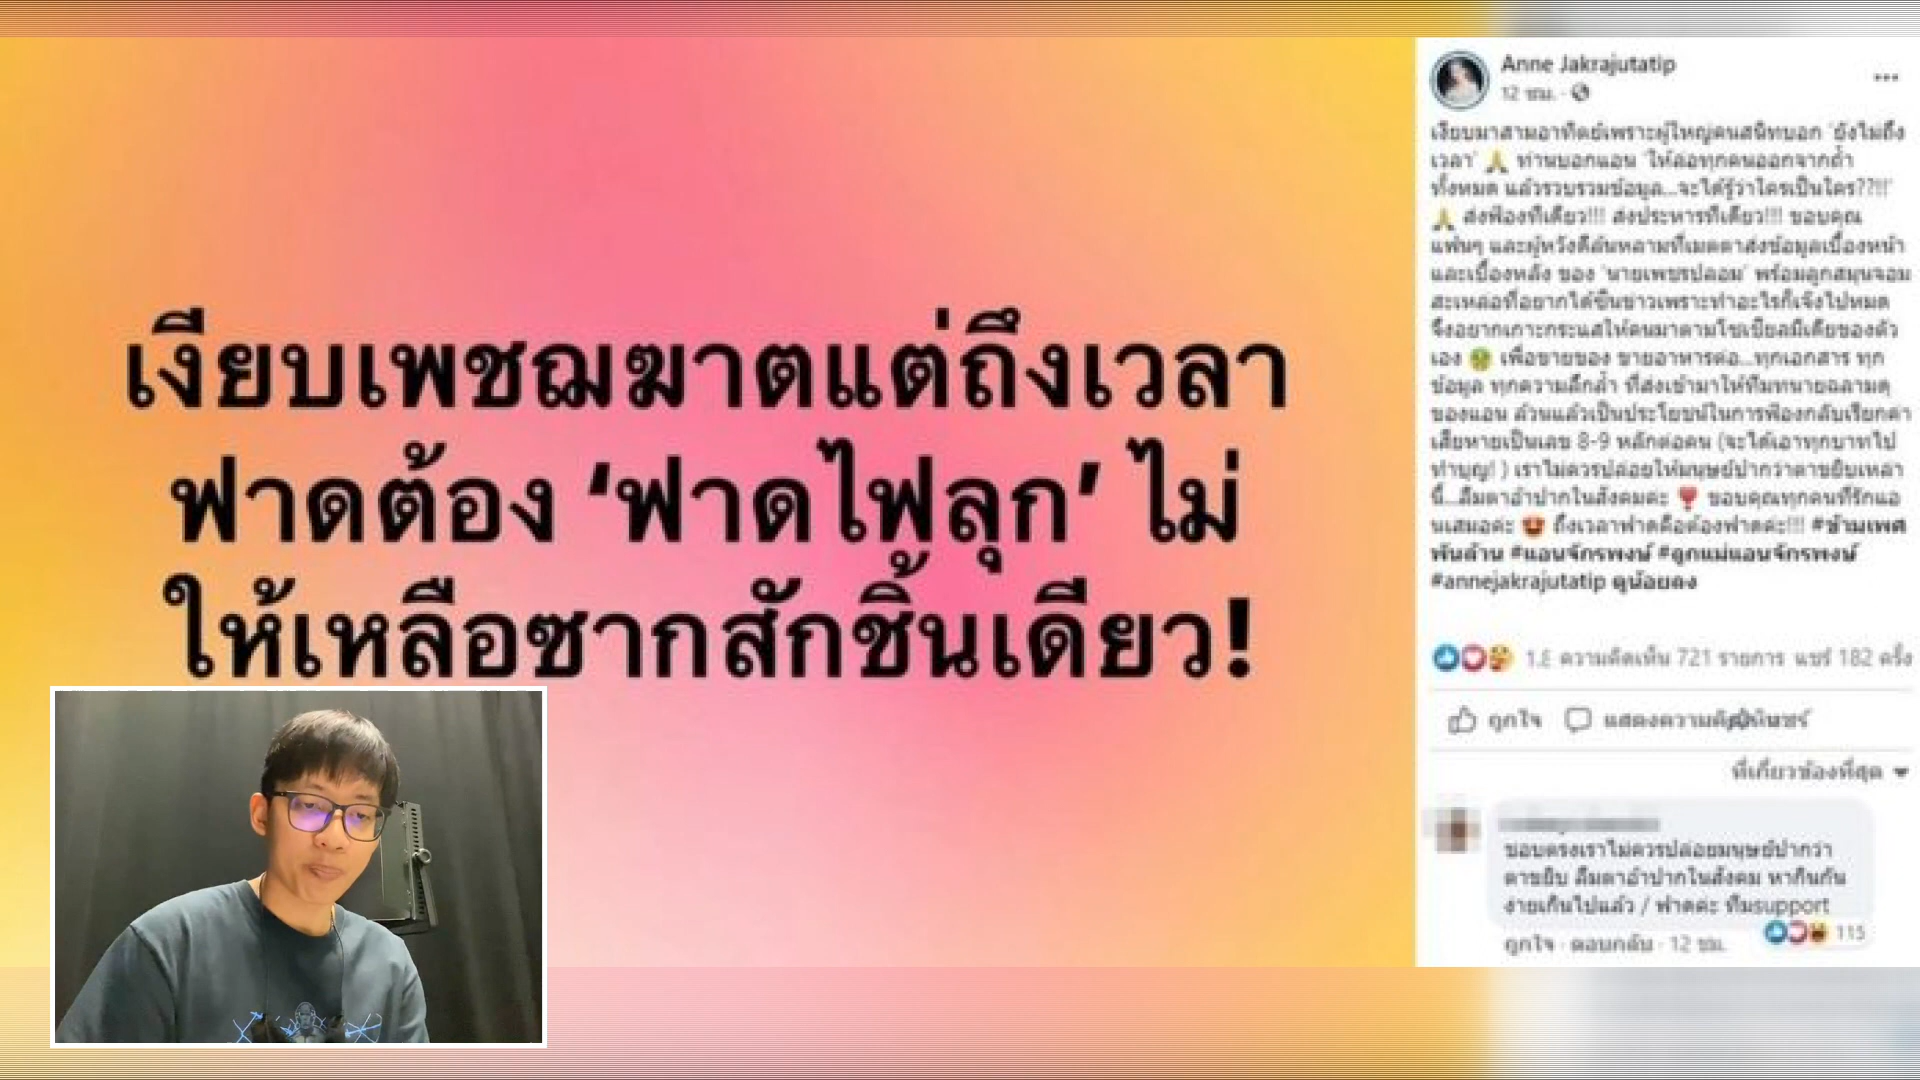 เงียบเพชฌฆาตแต่ถึงเวลา
ฟาดต้อง ‘ฟาดไฟลุก’ ไม่
ให้เหลือซากสักชิ้นเดียว!
Anne Jakrajutatip
12 ชม. ·
เงียบมาสามอาทิตย์เพราะผู้ใหญ่คนสนิทบอก ‘ยังไม่ถึง
เวลา’ 🙏 ท่านบอกแอน ‘ให้ล่อทุกคนออกจากถ้ำ
ทั้งหมด แล้วรวบรวมข้อมูล...จะได้รู้ว่าใครเป็นใคร??!!’
🙏 ส่งฟ้องทีเดียว!!! ส่งประหารทีเดียว!!! ขอบคุณ
แฟนๆ และผู้หวังดีล้นหลามที่เมตตาส่งข้อมูลเบื้องหน้า
และเบื้องหลัง ของ ‘นายเพชรปลอม’ พร้อมลูกสมุนจอม
สะเหล่อที่อยากได้ขึ้นข่าวเพราะทำอะไรก็เจ๊งไปหมด
จึงอยากเกาะกระแสให้คนมาตามโซเชียลมีเดียของตัว
เอง 🤢 เพื่อขายของ ขายอาหารต่อ...ทุกเอกสาร ทุก
ข้อมูล ทุกความลึกล้ำ ที่ส่งเข้ามาให้ทีมทนายฉลามดุ
ของแอน ล้วนแล้วเป็นประโยชน์ในการฟ้องกลับเรียกค่า
เสียหายเป็นเลข 8-9 หลักต่อคน (จะได้เอาทุกบาทไป
ทำบุญ! ) เราไม่ควรปล่อยให้มนุษย์ปากว่าตาขยิบเหล่า
นี้...ลืมตาอ้าปากในสังคมค่ะ ❣️ ขอบคุณทุกคนที่รักแอ
นเสมอค่ะ 😍 ถึงเวลาฟาดคือต้องฟาดค่ะ!!! #ข้ามเพศ
พันล้าน #แอนจักรพงษ์ #ลูกแม่แอนจักรพงษ์
#annejakrajutatip ดูน้อยลง
ความคิดเห็น 721 รายการ แชร์ 182 ครั้ง
ถูกใจ
ที่เกี่ยวข้องที่สุด
ชอบตรงเราไม่ควรปล่อยมนุษย์ปากว่า
ตาขยิบ ลืมตาอ้าปากในสังคม หากินกัน
ง่ายเกินไปแล้ว / ฟาดค่ะ ทีมsupport
115
ถูกใจ · ตอบกลับ · 12 ชม.